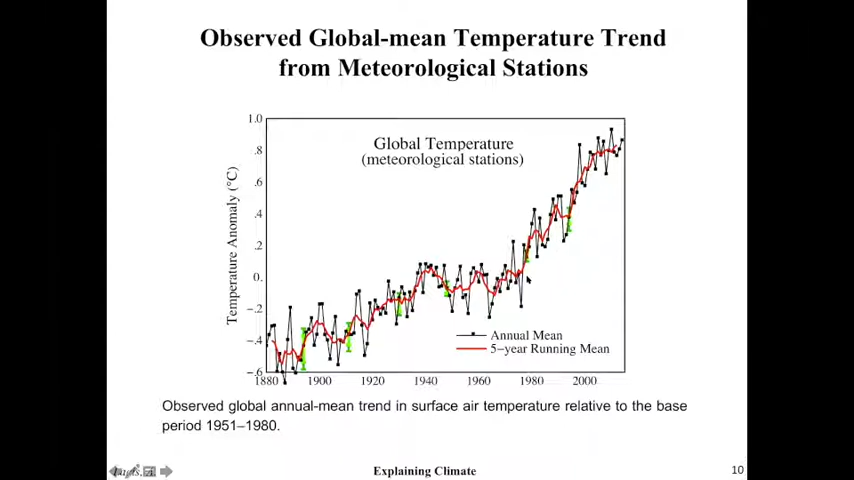 Observed Global-mean Temperature Trend
from Meteorological Stations
Global Temperature
(meteorological stations)
Temperature Anomaly (°C)
1.0
.8
.6
.4
.2
0.
-.2
-.4
-.6
Annual Mean
5-year Running Mean
1880 1900 1920 1940 1960 1980 2000
Observed global annual-mean trend in surface air temperature relative to the base
period 1951–1980.
Explaining Climate
10